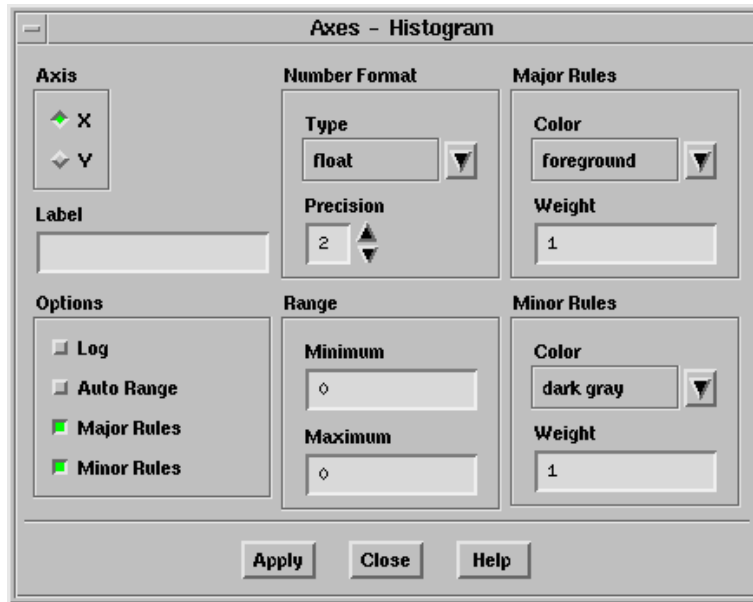 Axes - Histogram
Axis
X
Y
Label
Number Format
Type
float
Precision
2
Major Rules
Color
foreground
Weight
1
Options
Log
Auto Range
Major Rules
Minor Rules
Range
Minimum
0
Maximum
0
Minor Rules
Color
dark gray
Weight
1
Apply
Close
Help